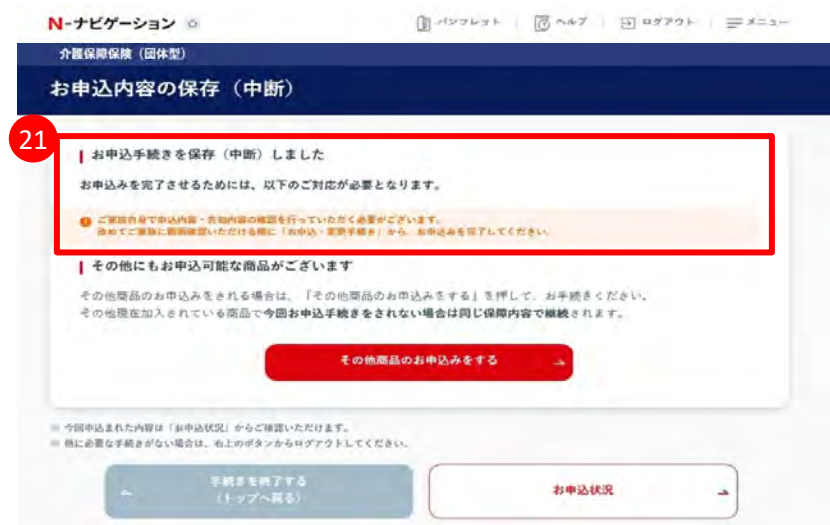 N-ナビゲーション
パンフレット
ヘルプ
ログアウト
メニュー
介護保障保険（団体型）
お申込内容の保存（中断）
21
お申込手続きを保存（中断）しました
お申込みを完了させるためには、以下のご対応が必要となります。
ご家族自身で申込内容・告知内容の確認を行っていただく必要がございます。
改めてご家族に画面確認いただける際に「お申込・変更手続き」から、お申込みを完了してください。
その他にもお申込可能な商品がございます
その他商品のお申込みをされる場合は、「その他商品のお申込みをする」を押して、お手続きください。
その他現在加入されている商品で今回お申込手続きをされない場合は同じ保障内容で継続されます。
その他商品のお申込みをする
※ 今回申込まれた内容は「お申込状況」からご確認いただけます。
※ 他に必要な手続きがない場合は、右上のボタンからログアウトしてください。
手続きを終了する
（トップへ戻る）
お申込状況